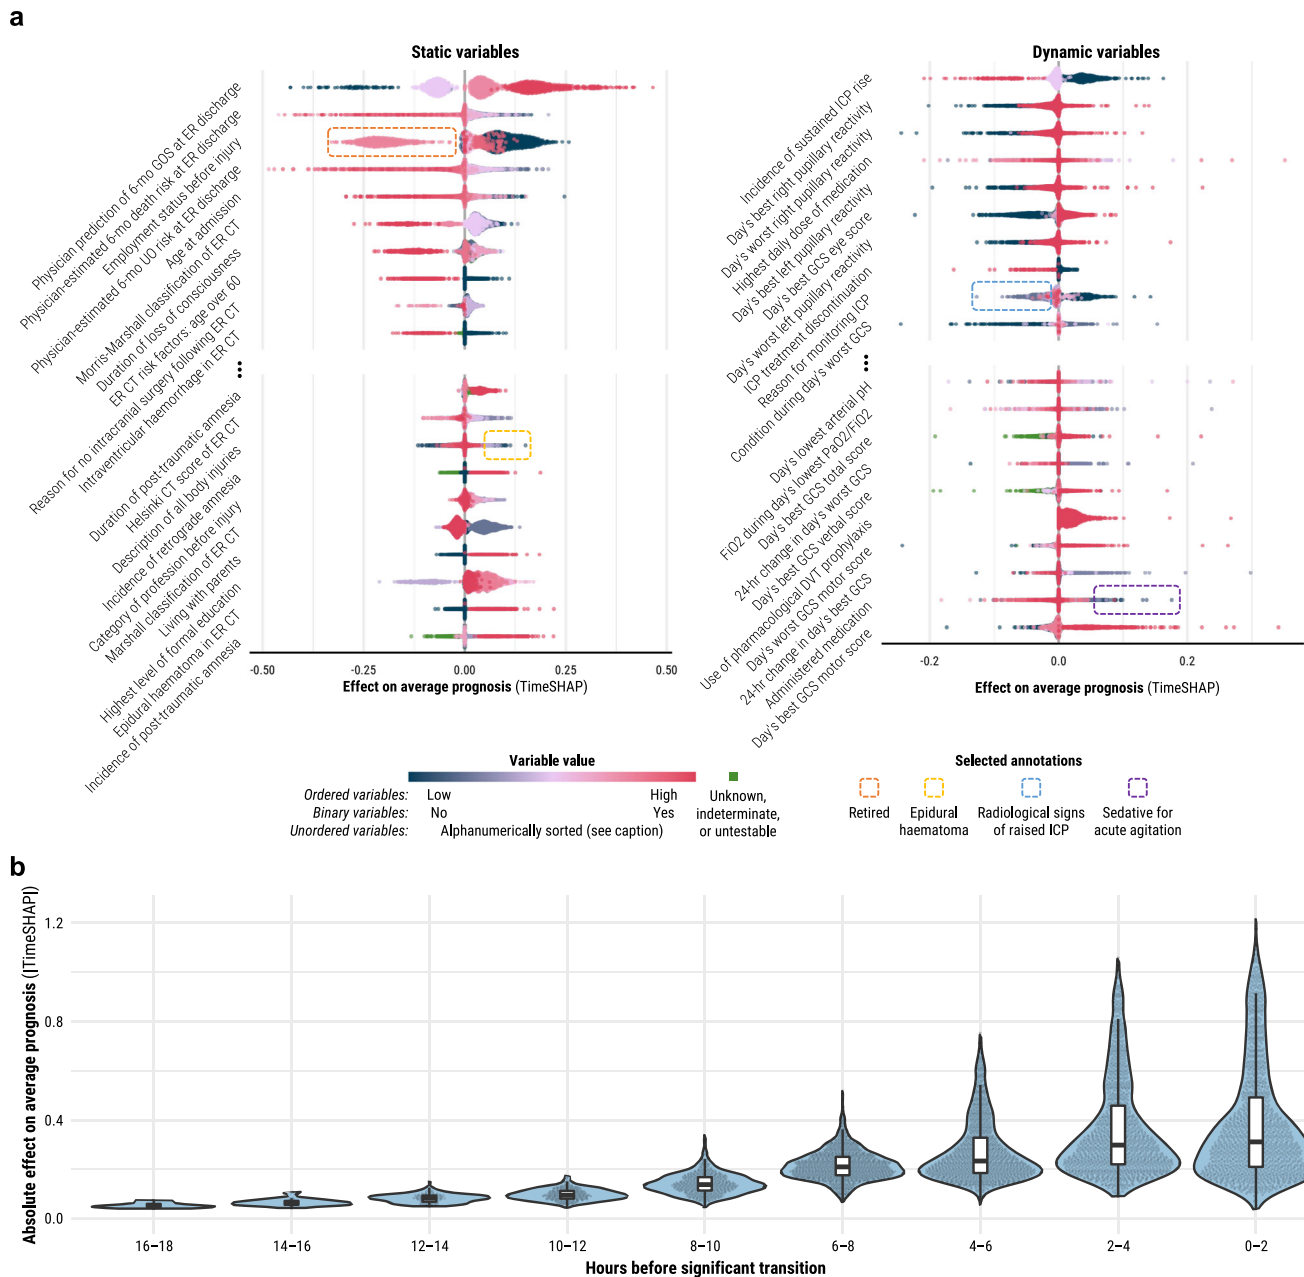 a
Static variables
Dynamic variables
Physician prediction of 6-mo GOS at ER discharge
Physician-estimated 6-mo death risk at ER discharge
Employment status before injury
Physician-estimated 6-mo UO risk at ER discharge
Age at admission
Morris-Marshall classification of ER CT
Duration of loss of consciousness
ER CT risk factors: age over 60
Reason for no intracranial surgery following ER CT
Intraventricular haemorrhage in ER CT
Duration of post-traumatic amnesia
Helsinki CT score of ER CT
Description of all body injuries
Incidence of retrograde amnesia
Category of profession before injury
Marshall classification of ER CT
Living with parents
Highest level of formal education
Epidural haematoma in ER CT
Incidence of post-traumatic amnesia
-0.50
-0.25
0.00
0.25
0.50
Effect on average prognosis (TimeSHAP)
Incidence of sustained ICP rise
Day's best right pupillary reactivity
Day's worst right pupillary reactivity
Highest daily dose of medication
Day's best left pupillary reactivity
Day's best GCS eye score
Day's worst left pupillary reactivity
ICP treatment discontinuation
Reason for monitoring ICP
Condition during day's worst GCS
Day's lowest arterial pH
FiO2 during day's lowest PaO2/FiO2
Day's best GCS total score
24-hr change in day's worst GCS
Day's best GCS verbal score
Use of pharmacological DVT prophylaxis
Day's worst GCS motor score
24-hr change in day's best GCS
Administered medication
Day's best GCS motor score
-0.2
0.0
0.2
Effect on average prognosis (TimeSHAP)
Variable value
Ordered variables: Low High
Binary variables: No Yes
Unordered variables: Alphanumerically sorted (see caption)
Unknown,
indeterminate,
or untestable
Selected annotations
Retired
Epidural
haematoma
Radiological signs
of raised ICP
Sedative for
acute agitation
b
Absolute effect on average prognosis (|TimeSHAP|)
1.2
0.8
0.4
0.0
16–18
14–16
12–14
10–12
8–10
6–8
4–6
2–4
0–2
Hours before significant transition